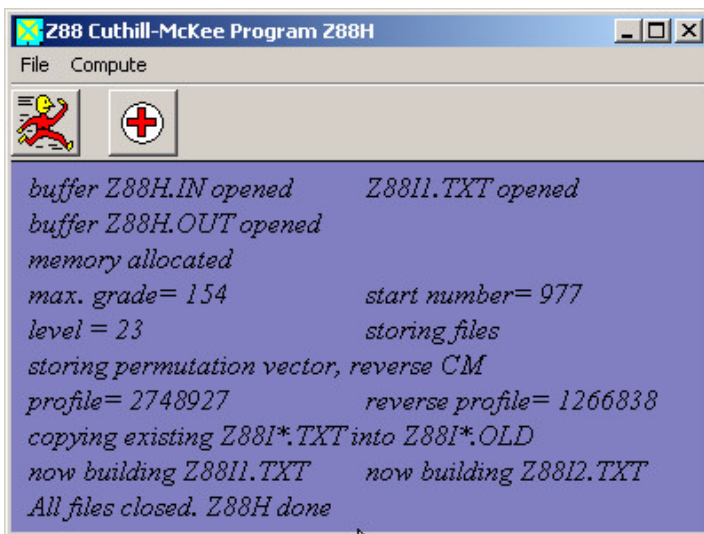 Z88 Cuthill-McKee Program Z88H
File Compute
buffer Z88H.IN opened Z88I1.TXT opened
buffer Z88H.OUT opened
memory allocated
max. grade= 154 start number= 977
level = 23 storing files
storing permutation vector, reverse CM
profile= 2748927 reverse profile= 1266838
copying existing Z88I*.TXT into Z88I*.OLD
now building Z88I1.TXT now building Z88I2.TXT
All files closed. Z88H done